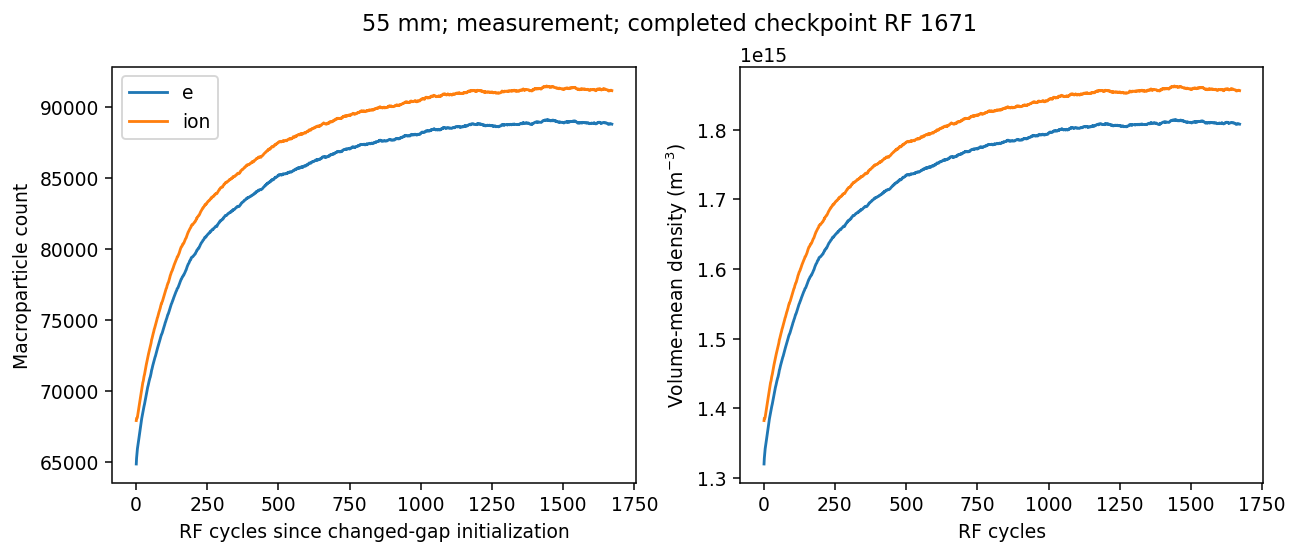 55 mm; measurement; completed checkpoint RF 1671
e
ion
Macroparticle count
90000
85000
80000
75000
70000
65000
0 250 500 750 1000 1250 1500 1750
RF cycles since changed-gap initialization
1e15
Volume-mean density (m⁻³)
1.8
1.7
1.6
1.5
1.4
1.3
0 250 500 750 1000 1250 1500 1750
RF cycles